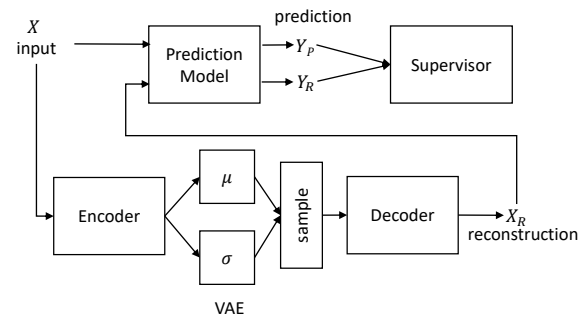 prediction
X
input
Prediction
Model
Y_P
Y_R
Supervisor
Encoder
μ
σ
sample
Decoder
X_R
reconstruction
VAE